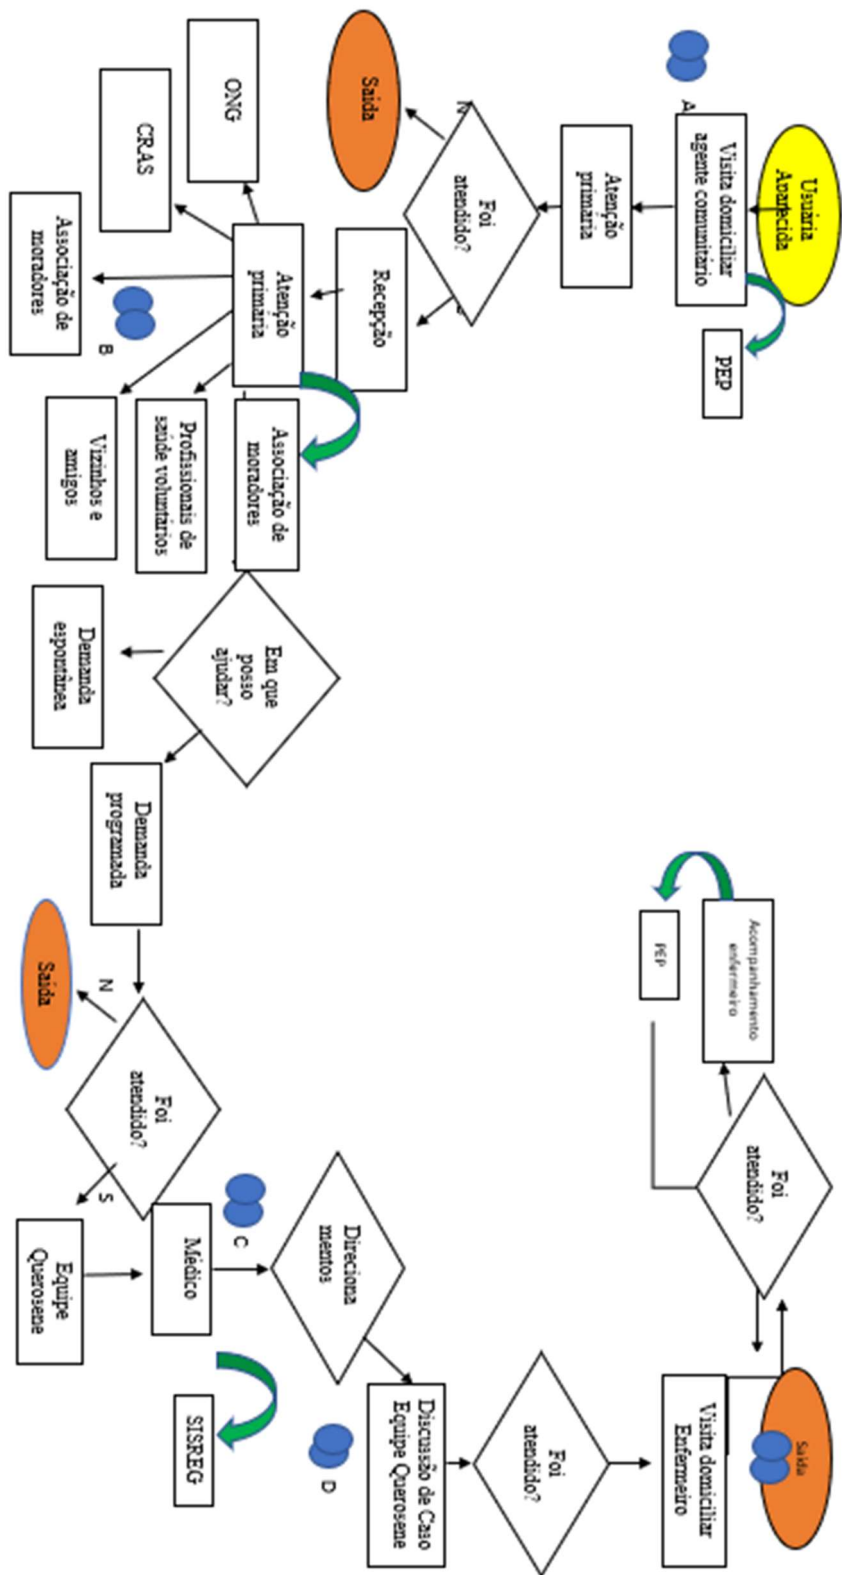 Usuária
Aparecida
A
Visita domiciliar
agente comunitário
PEP
Atenção
primária
Foi
atendido?
N
Saída
Recepção
Atenção
primária
ONG
CRAS
Associação de
moradores
B
Vizinhos e
amigos
Profissionais de
saúde voluntários
Associação de
moradores
Em que
posso
ajudar?
Demanda
espontânea
Demanda
programada
Foi
atendido?
N
Saída
S
Equipe
Querosene
Médico
C
SISREG
Direciona
mentos
Discussão de Caso
Equipe Querosene
D
Foi
atendido?
Visita domiciliar
Enfermeiro
Saída
Foi
atendido?
Acompanhamento
enfermeiro
PEP